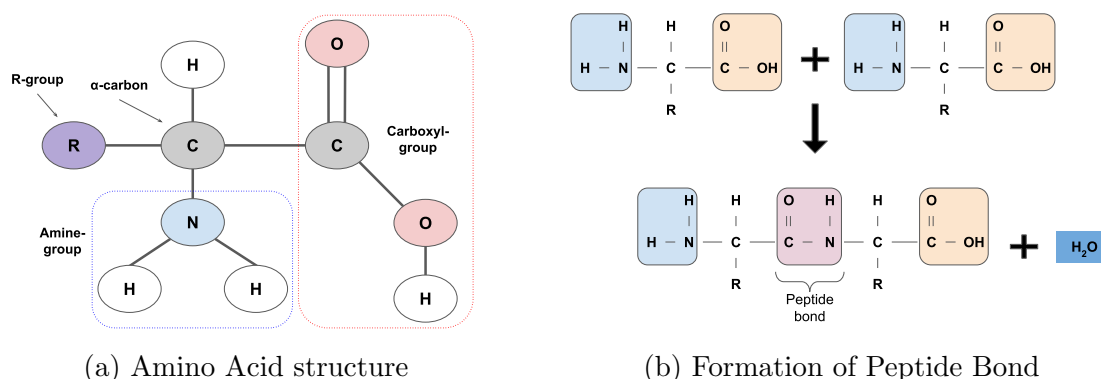 H
O
R-group
α-carbon
R
C
C
Carboxyl-
group
Amine-
group
N
O
H
H
H
(a) Amino Acid structure
H H O H H O
H N C C OH + H N C C OH
R R
H H O H H O
H N C C N C C OH + H₂O
R R
Peptide
bond
(b) Formation of Peptide Bond